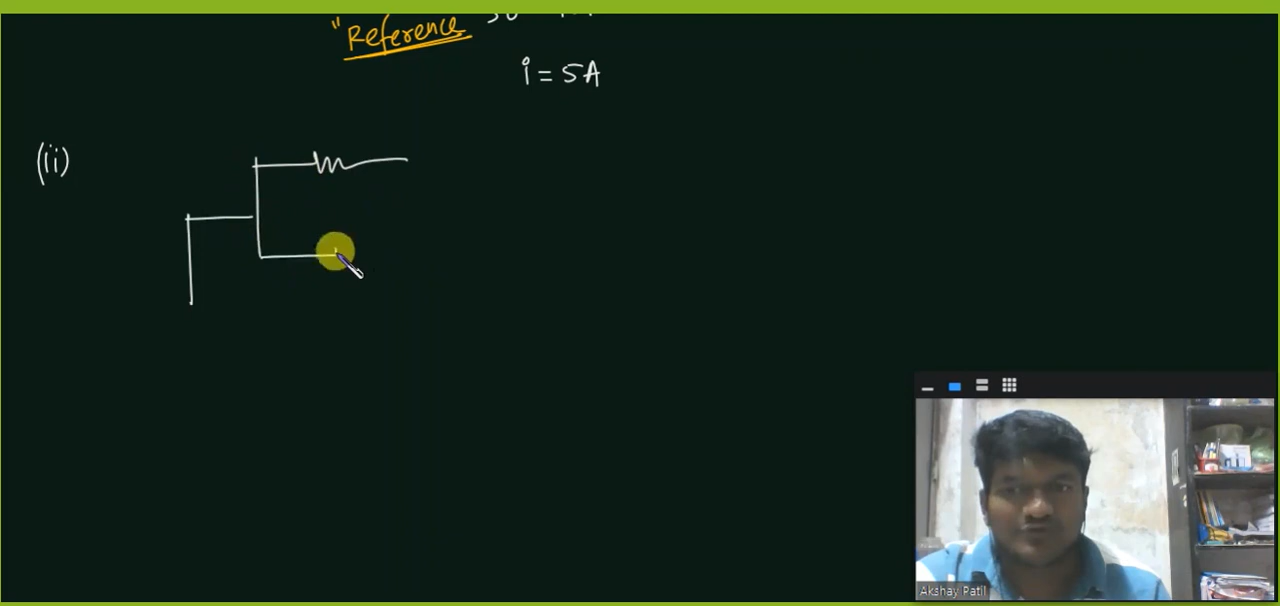 "Reference
i = 5A
(ii)
Akshay Patil